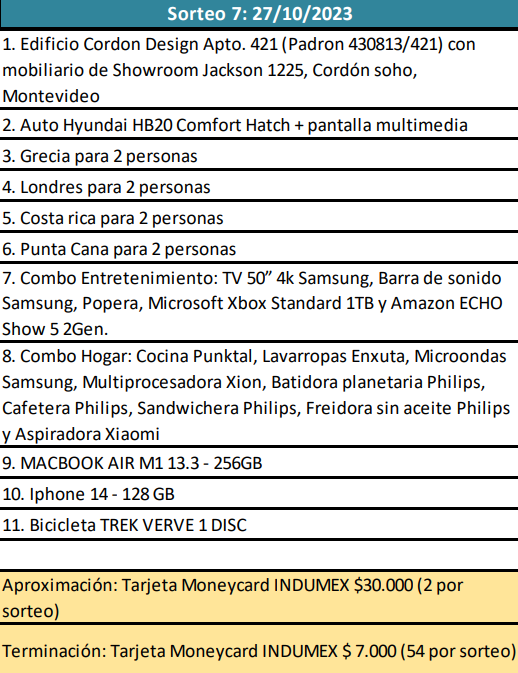 Sorteo 7: 27/10/2023
1. Edificio Cordon Design Apto. 421 (Padron 430813/421) con
mobiliario de Showroom Jackson 1225, Cordón soho,
Montevideo
2. Auto Hyundai HB20 Comfort Hatch + pantalla multimedia
3. Grecia para 2 personas
4. Londres para 2 personas
5. Costa rica para 2 personas
6. Punta Cana para 2 personas
7. Combo Entretenimiento: TV 50” 4k Samsung, Barra de sonido
Samsung, Popera, Microsoft Xbox Standard 1TB y Amazon ECHO
Show 5 2Gen.
8. Combo Hogar: Cocina Punktal, Lavarropas Enxuta, Microondas
Samsung, Multiprocesadora Xion, Batidora planetaria Philips,
Cafetera Philips, Sandwichera Philips, Freidora sin aceite Philips
y Aspiradora Xiaomi
9. MACBOOK AIR M1 13.3 - 256GB
10. Iphone 14 - 128 GB
11. Bicicleta TREK VERVE 1 DISC
Aproximación: Tarjeta Moneycard INDUMEX $30.000 (2 por
sorteo)
Terminación: Tarjeta Moneycard INDUMEX $ 7.000 (54 por sorteo)